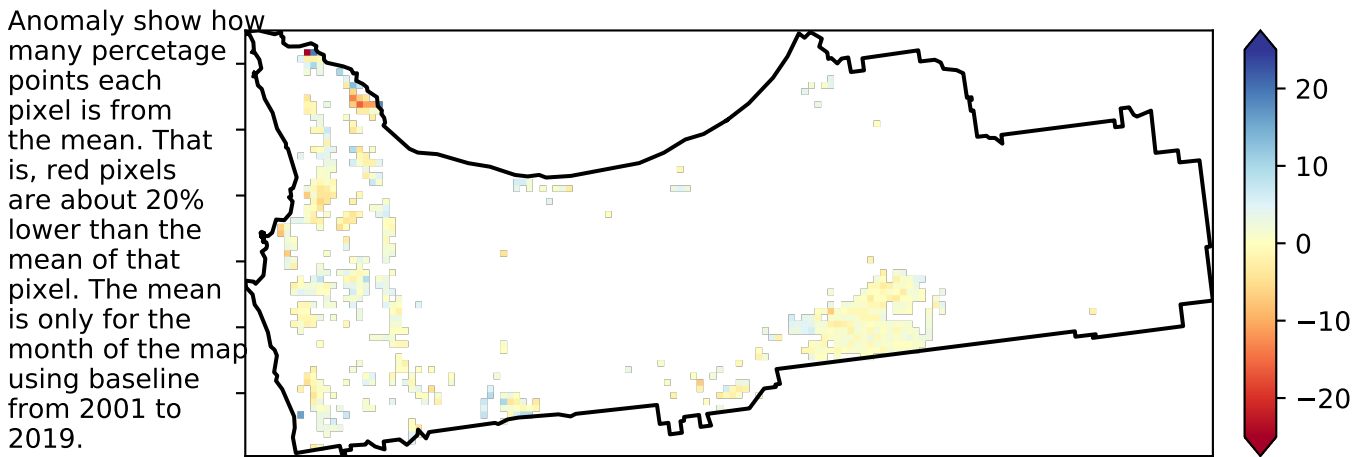 Anomaly show how
many percetage
points each
pixel is from
the mean. That
is, red pixels
are about 20%
lower than the
mean of that
pixel. The mean
is only for the
month of the map
using baseline
from 2001 to
2019.
20
10
0
−10
−20